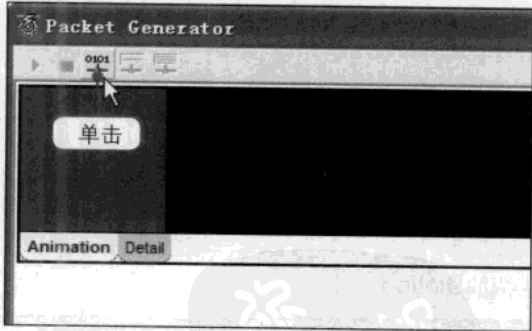 Packet Generator
0101
单击
Animation Detail